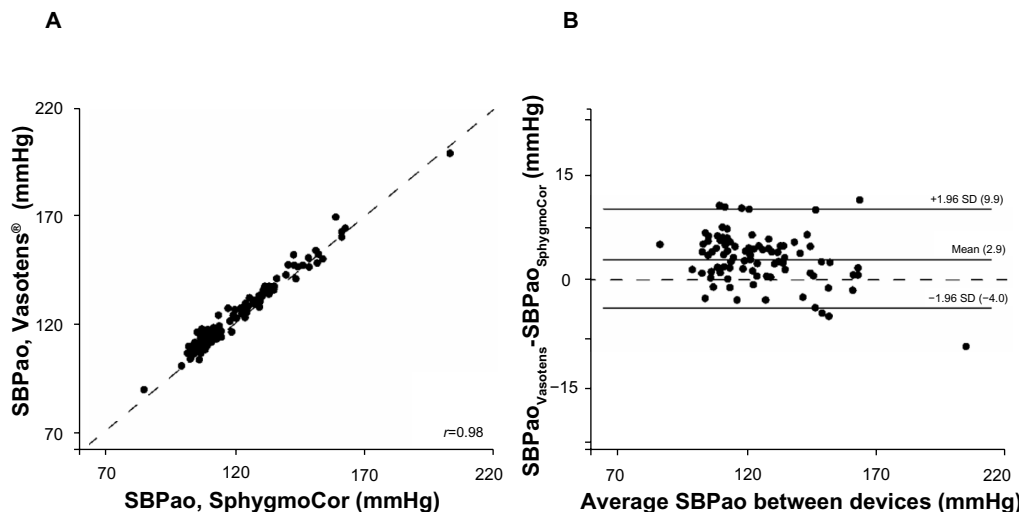 A
SBPao, Vasotens® (mmHg)
220
170
120
70
r=0.98
70 120 170 220
SBPao, SphygmoCor (mmHg)
B
SBPaoVasotens-SBPaoSphygmoCor (mmHg)
15
0
−15
+1.96 SD (9.9)
Mean (2.9)
−1.96 SD (−4.0)
70 120 170 220
Average SBPao between devices (mmHg)